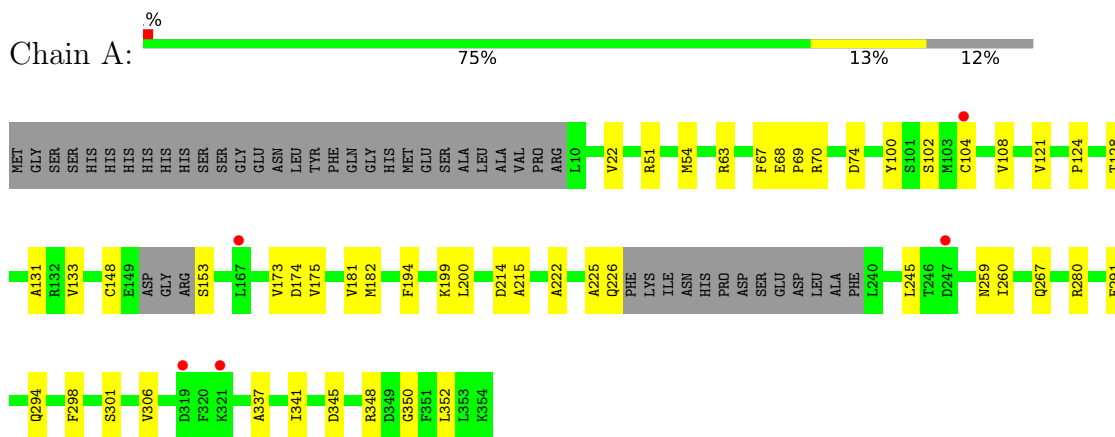 .%
Chain A:
75% 13% 12%
MET GLY SER SER HIS HIS HIS HIS HIS HIS SER SER GLY GLU ASN LEU TYR PHE GLN GLY HIS MET GLU SER ALA LEU ALA VAL PRO ARG L10 V22 R51 M54 R63 F67 E68 P69 R70 D74 Y100 S101 S102 M103 C104 V108 V121 P124 T128
A131 R132 V133 C148 E149 ASP GLY ARG S153 L167 V173 D174 V175 V181 M182 F194 K199 L200 D214 A215 A222 A225 Q226 PHE LYS ILE ASN HIS PRO ASP SER GLU ASP LEU ALA PHE L240 L245 T246 D247 N259 I260 Q267 R280
Q294 F298 S301 V306 D319 F320 K321 A337 I341 D345 R348 D349 G350 F351 L352 L353 K354